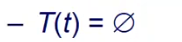 – T(t) = ∅